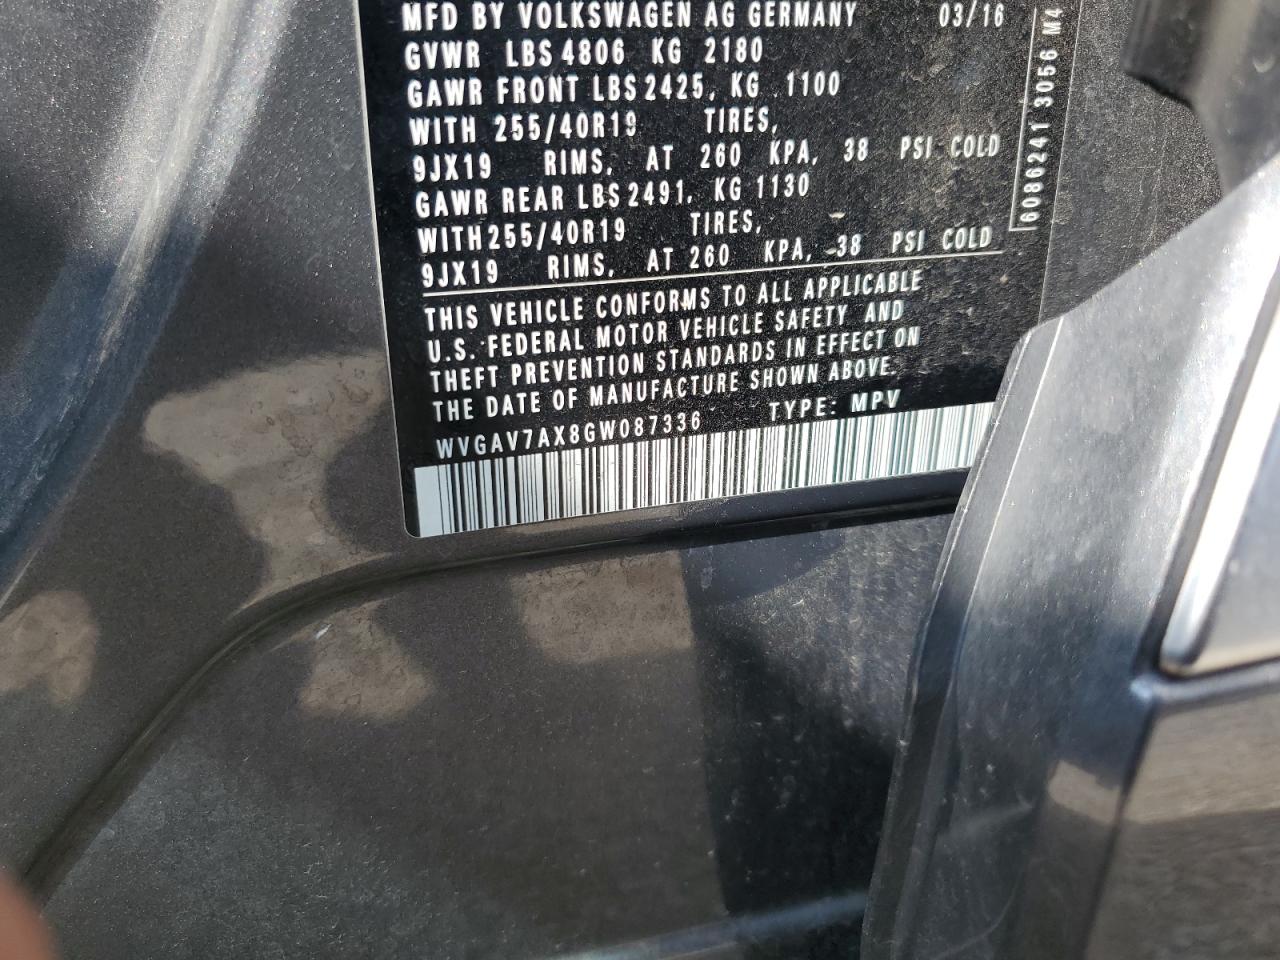 MFD BY VOLKSWAGEN AG GERMANY 03/16
GVWR LBS 4806 KG 2180
GAWR FRONT LBS 2425, KG .1100
WITH 255/40R19 TIRES,
9JX19 RIMS, AT 260 KPA, 38 PSI COLD
GAWR REAR LBS 2491, KG 1130
WITH 255/40R19 TIRES,
9JX19 RIMS, AT 260 KPA, 38 PSI COLD
THIS VEHICLE CONFORMS TO ALL APPLICABLE
U.S. FEDERAL MOTOR VEHICLE SAFETY AND
THEFT PREVENTION STANDARDS IN EFFECT ON
THE DATE OF MANUFACTURE SHOWN ABOVE.
WVGAV7AX8GW087336 TYPE: MPV
6086241 3056 M4